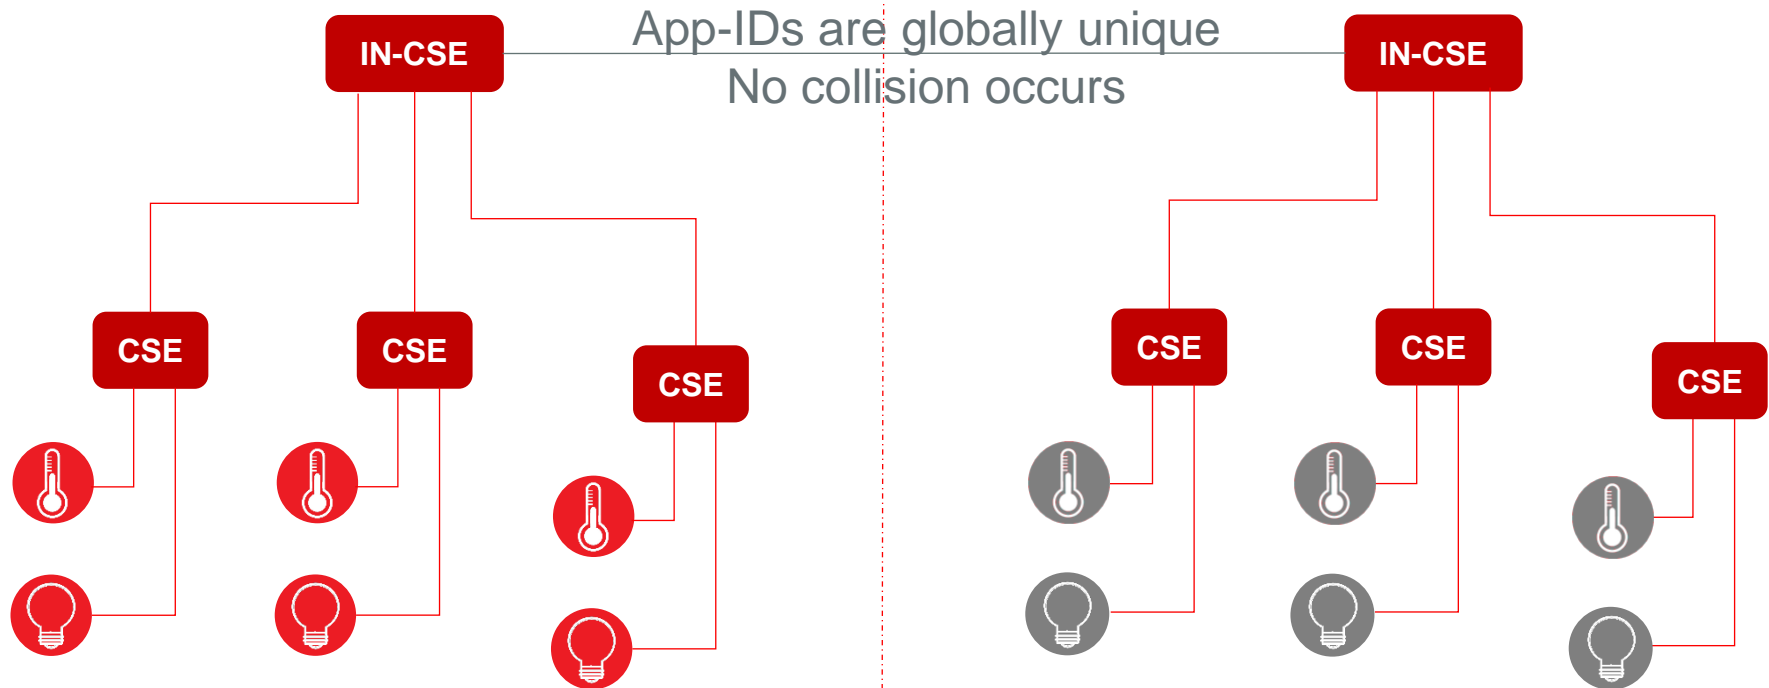 App-IDs are globally unique
No collision occurs
IN-CSE
IN-CSE
CSE
CSE
CSE
CSE
CSE
CSE